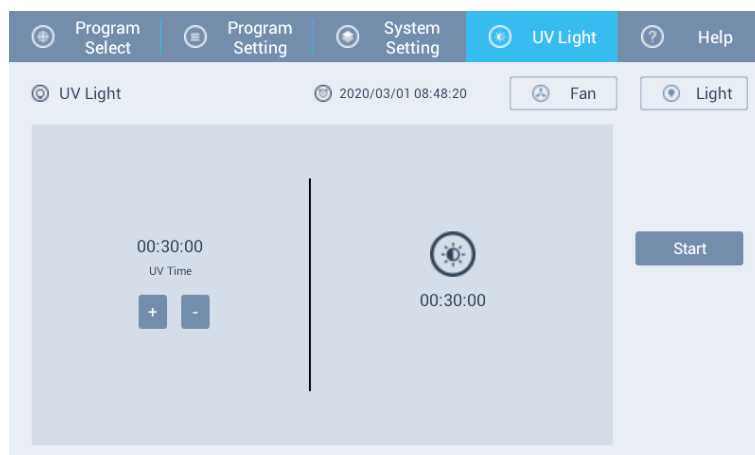 Program
Select
Program
Setting
System
Setting
UV Light
Help
UV Light
2020/03/01 08:48:20
Fan
Light
00:30:00
UV Time
+
-
00:30:00
Start